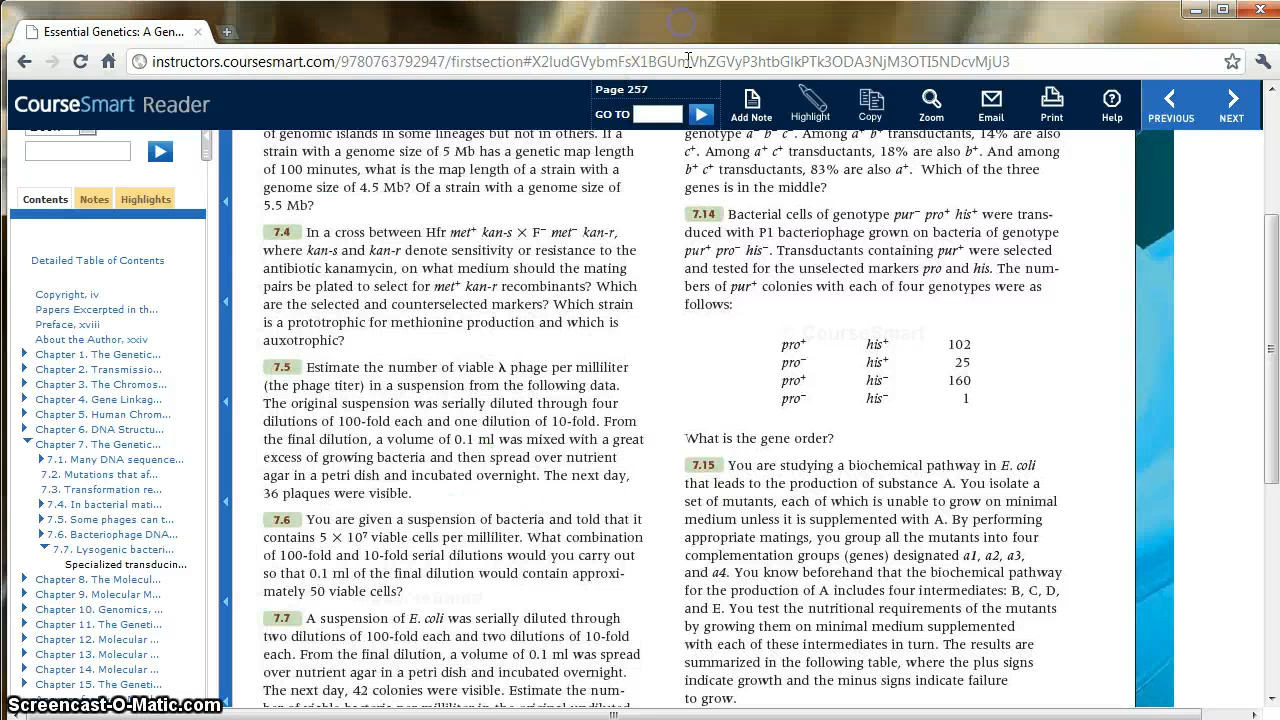 Essential Genetics: A Gen...
instructors.coursesmart.com/9780763792947/firstsection#X2ludGVybmFsX1BGUmVhZGVyP3htbGlkPTk3ODA3NjM3OTI5NDcvMjU3
CourseSmart Reader
Page 257
GO TO
Add Note
Highlight
Copy
Zoom
Email
Print
Help
PREVIOUS
NEXT
Contents
Notes
Highlights
Detailed Table of Contents
Copyright, iv
Papers Excerpted in th...
Preface, xviii
About the Author, xxiv
Chapter 1. The Genetic...
Chapter 2. Transmissio...
Chapter 3. The Chromos...
Chapter 4. Gene Linkag...
Chapter 5. Human Chrom...
Chapter 6. DNA Structu...
Chapter 7. The Genetic...
7.1. Many DNA sequence...
7.2. Mutations that af...
7.3. Transformation re...
7.4. In bacterial mati...
7.5. Some phages can t...
7.6. Bacteriophage DNA...
7.7. Lysogenic bacteri...
Specialized transducin...
Chapter 8. The Molecul...
Chapter 9. Molecular M...
Chapter 10. Genomics, ...
Chapter 11. The Geneti...
Chapter 12. Molecular ...
Chapter 13. Molecular ...
Chapter 14. Molecular ...
Chapter 15. The Geneti...
of genomic islands in some lineages but not in others. If a
strain with a genome size of 5 Mb has a genetic map length
of 100 minutes, what is the map length of a strain with a
genome size of 4.5 Mb? Of a strain with a genome size of
5.5 Mb?
7.4 In a cross between Hfr met⁺ kan-s × F⁻ met⁻ kan-r,
where kan-s and kan-r denote sensitivity or resistance to the
antibiotic kanamycin, on what medium should the mating
pairs be plated to select for met⁺ kan-r recombinants? Which
are the selected and counterselected markers? Which strain
is a prototrophic for methionine production and which is
auxotrophic?
7.5 Estimate the number of viable λ phage per milliliter
(the phage titer) in a suspension from the following data.
The original suspension was serially diluted through four
dilutions of 100-fold each and one dilution of 10-fold. From
the final dilution, a volume of 0.1 ml was mixed with a great
excess of growing bacteria and then spread over nutrient
agar in a petri dish and incubated overnight. The next day,
36 plaques were visible.
7.6 You are given a suspension of bacteria and told that it
contains 5 × 10⁷ viable cells per milliliter. What combination
of 100-fold and 10-fold serial dilutions would you carry out
so that 0.1 ml of the final dilution would contain approxi-
mately 50 viable cells?
7.7 A suspension of E. coli was serially diluted through
two dilutions of 100-fold each and two dilutions of 10-fold
each. From the final dilution, a volume of 0.1 ml was spread
over nutrient agar in a petri dish and incubated overnight.
The next day, 42 colonies were visible. Estimate the num-
ber of viable bacteria per milliliter in the original undiluted
genotype a⁻ b⁻ c⁻. Among a⁺ b⁺ transductants, 14% are also
c⁺. Among a⁺ c⁺ transductants, 18% are also b⁺. And among
b⁺ c⁺ transductants, 83% are also a⁺. Which of the three
genes is in the middle?
7.14 Bacterial cells of genotype pur⁻ pro⁺ his⁺ were trans-
duced with P1 bacteriophage grown on bacteria of genotype
pur⁺ pro⁻ his⁻. Transductants containing pur⁺ were selected
and tested for the unselected markers pro and his. The num-
bers of pur⁺ colonies with each of four genotypes were as
follows:
© CourseSmart
pro⁺ his⁺ 102
pro⁻ his⁺ 25
pro⁺ his⁻ 160
pro⁻ his⁻ 1
What is the gene order?
7.15 You are studying a biochemical pathway in E. coli
that leads to the production of substance A. You isolate a
set of mutants, each of which is unable to grow on minimal
medium unless it is supplemented with A. By performing
appropriate matings, you group all the mutants into four
complementation groups (genes) designated a1, a2, a3,
and a4. You know beforehand that the biochemical pathway
for the production of A includes four intermediates: B, C, D,
and E. You test the nutritional requirements of the mutants
by growing them on minimal medium supplemented
with each of these intermediates in turn. The results are
summarized in the following table, where the plus signs
indicate growth and the minus signs indicate failure
to grow.
Screencast-O-Matic.com